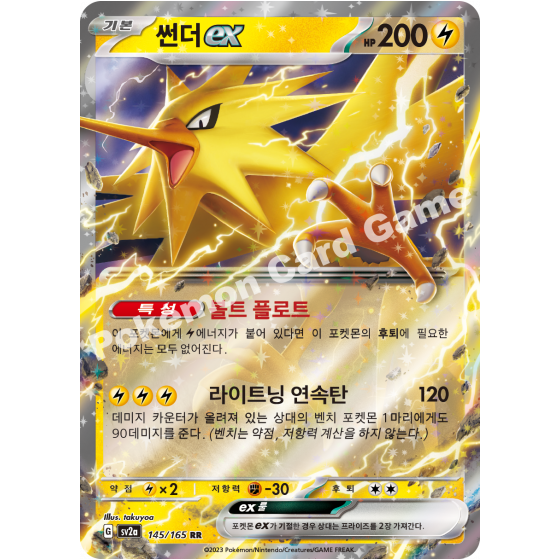 기본 썬더ex HP 200
특성 볼트 플로트
이 포켓몬에게 에너지가 붙어 있다면 이 포켓몬의 후퇴에 필요한
에너지는 모두 없어진다.
라이트닝 연속탄 120
데미지 카운터가 올려져 있는 상대의 벤치 포켓몬 1마리에게도
90데미지를 준다. (벤치는 약점, 저항력 계산을 하지 않는다.)
약점 ×2 저항력 -30 후퇴
Illus. takuyoa
G sv2a 145/165 RR
ex룰
포켓몬ex가 기절한 경우 상대는 프라이즈를 2장 가져간다.
©2023 Pokémon/Nintendo/Creatures/GAME FREAK.
Pokémon Card Game